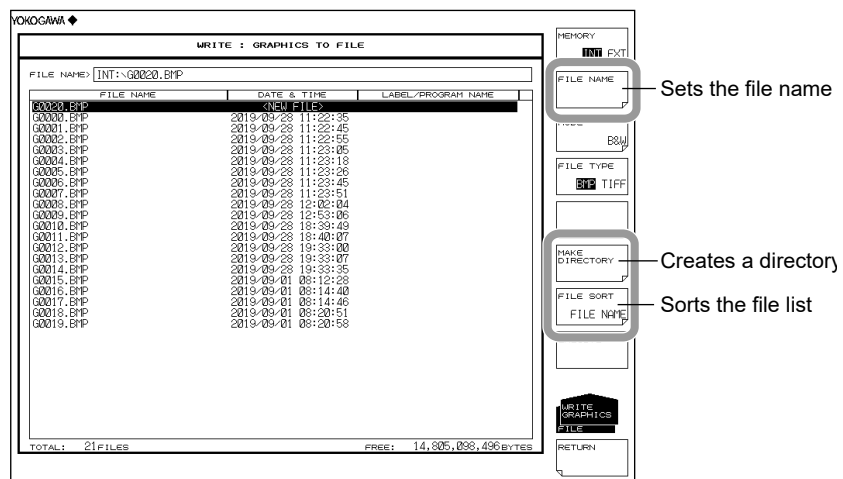 YOKOGAWA ◆
WRITE : GRAPHICS TO FILE
FILE NAME> INT:\G0020.BMP
FILE NAME DATE & TIME LABEL/PROGRAM NAME
G0020.BMP <NEW FILE>
G0000.BMP 2019/09/28 11:22:35
G0001.BMP 2019/09/28 11:22:45
G0002.BMP 2019/09/28 11:22:55
G0003.BMP 2019/09/28 11:23:05
G0004.BMP 2019/09/28 11:23:18
G0005.BMP 2019/09/28 11:23:26
G0006.BMP 2019/09/28 11:23:45
G0007.BMP 2019/09/28 11:23:51
G0008.BMP 2019/09/28 12:02:04
G0009.BMP 2019/09/28 12:53:06
G0010.BMP 2019/09/28 18:39:49
G0011.BMP 2019/09/28 18:40:07
G0012.BMP 2019/09/28 19:33:00
G0013.BMP 2019/09/28 19:33:07
G0014.BMP 2019/09/28 19:33:35
G0015.BMP 2019/09/01 08:12:28
G0016.BMP 2019/09/01 08:14:40
G0017.BMP 2019/09/01 08:14:46
G0018.BMP 2019/09/01 08:20:51
G0019.BMP 2019/09/01 08:20:58
TOTAL: 21FILES FREE: 14,805,098,496BYTES
MEMORY
INT EXT
FILE NAME
Sets the file name
B&W
FILE TYPE
BMP TIFF
MAKE
DIRECTORY
Creates a directory
FILE SORT
FILE NAME
Sorts the file list
WRITE
GRAPHICS
FILE
RETURN